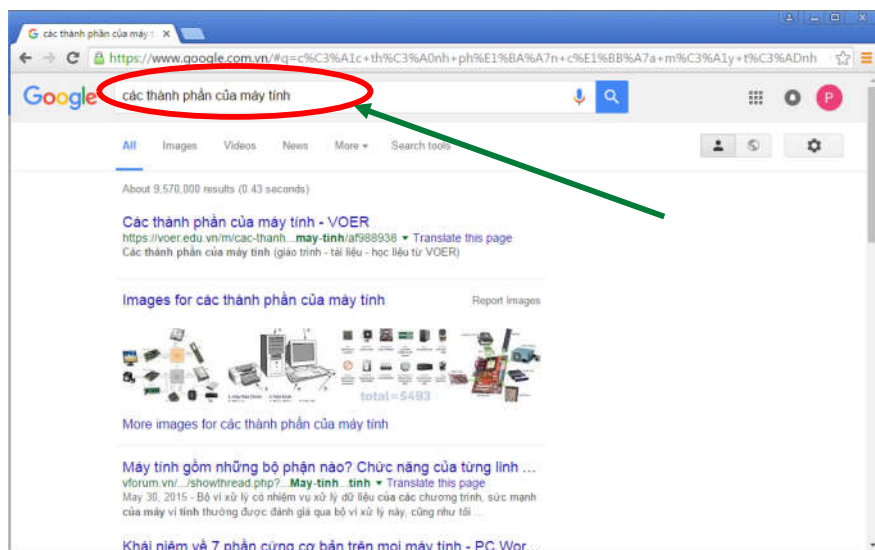 các thành phần của máy t
https://www.google.com.vn/#q=c%C3%A1c+th%C3%A0nh+ph%E1%BA%A7n+c%E1%BB%A7a+m%C3%A1y+t%C3%ADnh
Google các thành phần của máy tính P
All Images Videos News More Search tools
About 9,570,000 results (0.43 seconds)
Các thành phần của máy tính - VOER
https://voer.edu.vn/m/cac-thanh...may-tinh/af988938 Translate this page
Các thành phần của máy tính (giáo trình - tài liệu - học liệu từ VOER)
Images for các thành phần của máy tính Report images
total=$493
More images for các thành phần của máy tính
Máy tính gồm những bộ phận nào? Chức năng của từng linh ...
vforum.vn/.../showthread.php?...May-tinh...tinh Translate this page
May 30, 2015 - Bộ vi xử lý có nhiệm vụ xử lý dữ liệu của các chương trình, sức mạnh
của máy vi tính thường được đánh giá qua bộ vi xử lý này, cũng như tôi ...
Khái niệm về 7 phần cứng cơ bản trên mọi máy tính - PC Wor...